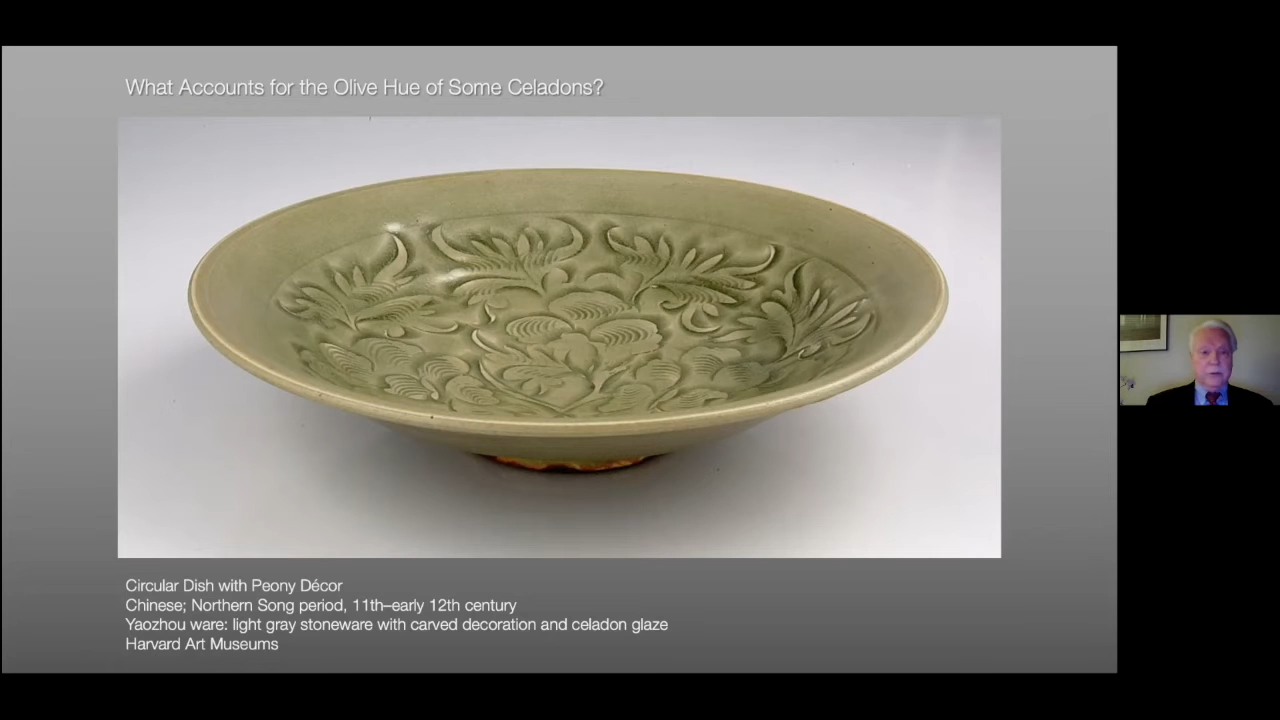 What Accounts for the Olive Hue of Some Celadons?
Circular Dish with Peony Décor
Chinese; Northern Song period, 11th–early 12th century
Yaozhou ware: light gray stoneware with carved decoration and celadon glaze
Harvard Art Museums